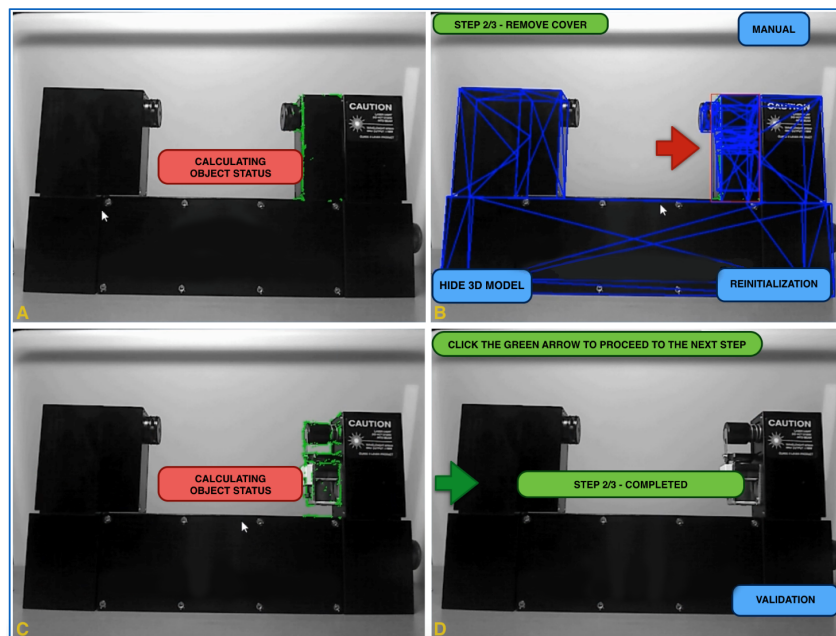 CALCULATING
OBJECT STATUS
CAUTION
A
STEP 2/3 - REMOVE COVER
MANUAL
CAUTION
HIDE 3D MODEL
REINITIALIZATION
B
CALCULATING
OBJECT STATUS
CAUTION
C
CLICK THE GREEN ARROW TO PROCEED TO THE NEXT STEP
CAUTION
STEP 2/3 - COMPLETED
VALIDATION
D